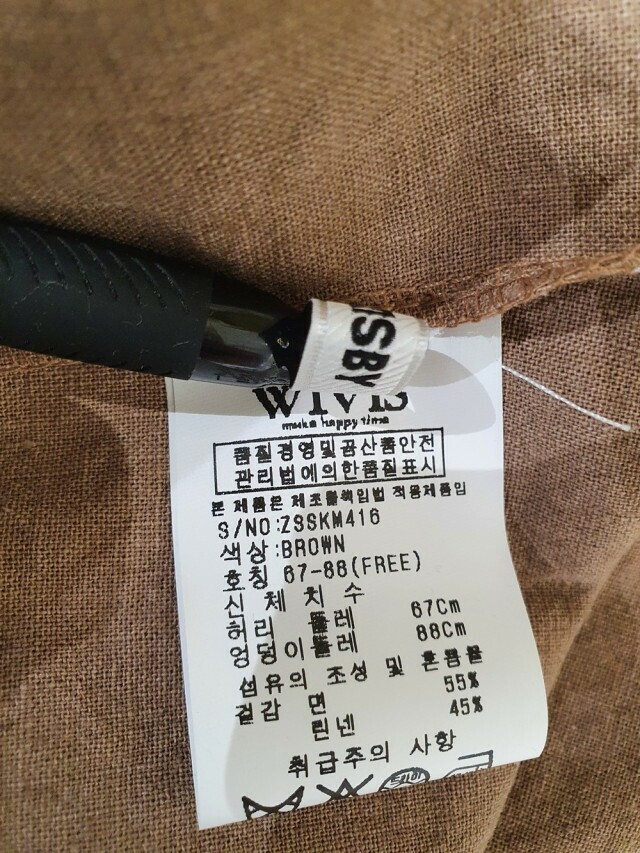 SBY
WIVIS
make happy time
품질경영및공산품안전
관리법에의한품질표시
본 제품은 제조물책임법 적용제품임
S/NO:ZSSKM416
색상:BROWN
호칭 67-88(FREE)
신 체 치 수
허리 둘레 67Cm
엉덩이둘레 88Cm
섬유의 조성 및 혼용율
겉감 면 55%
린넨 45%
취급주의 사항